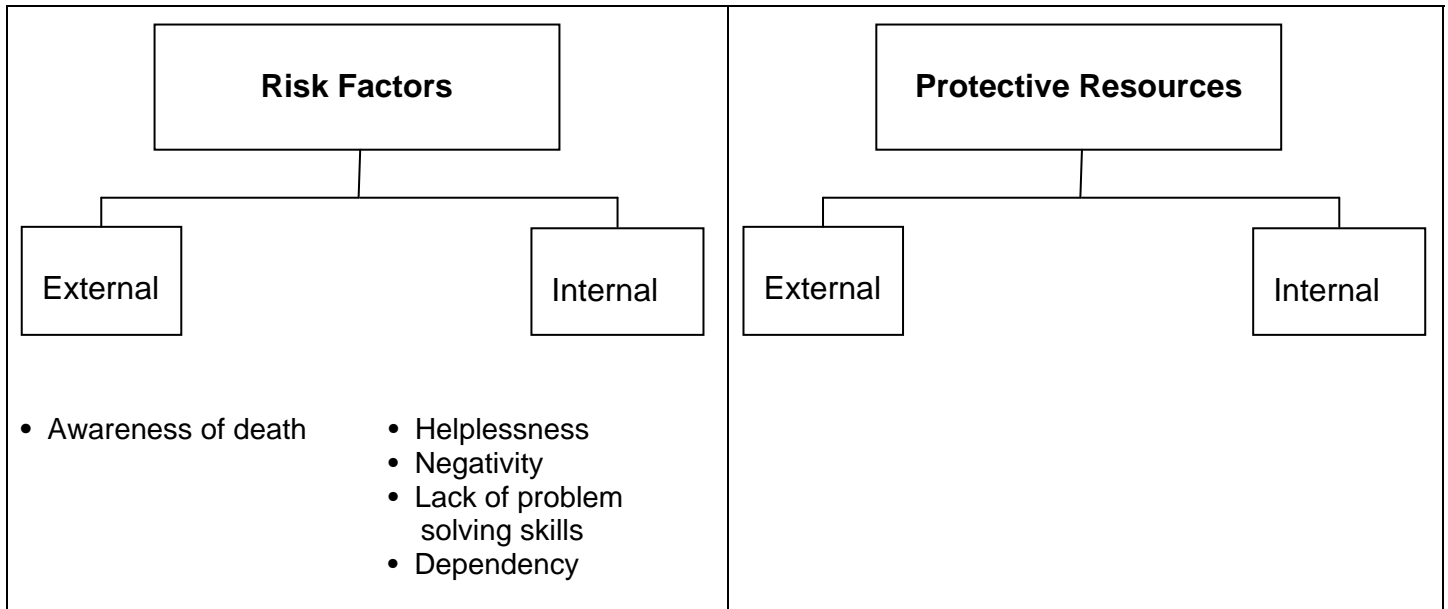 Risk Factors
External
Internal
• Awareness of death
• Helplessness
• Negativity
• Lack of problem
solving skills
• Dependency
Protective Resources
External
Internal